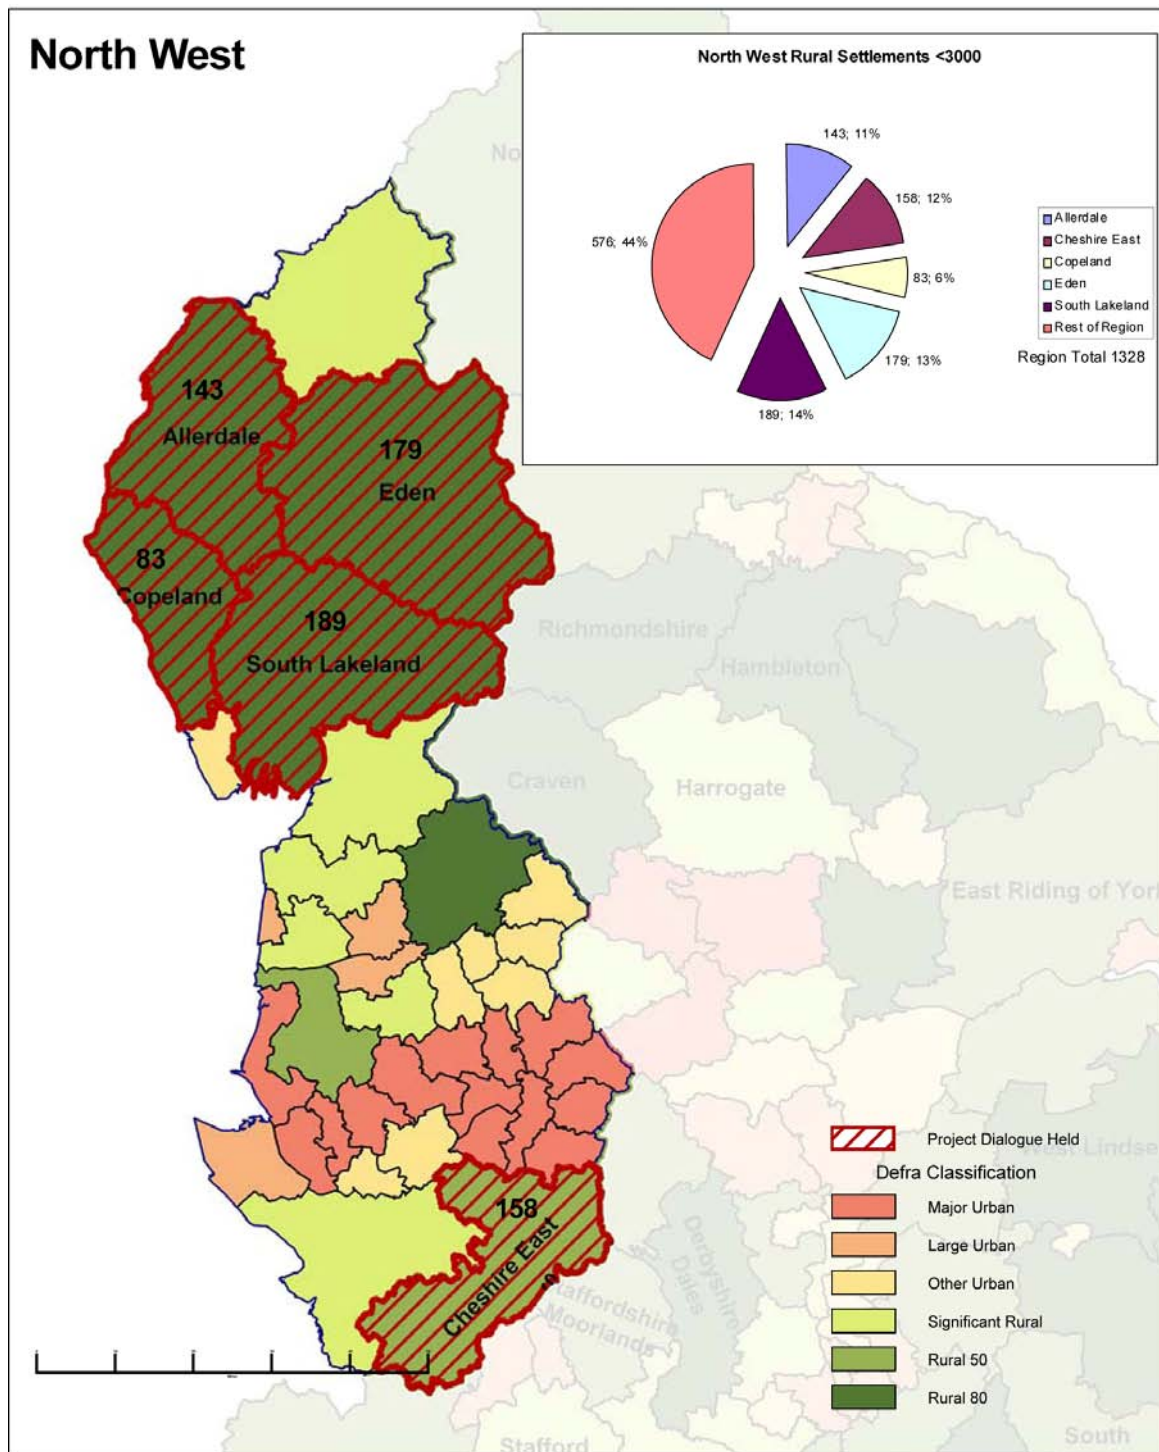 North West
North West Rural Settlements <3000
143; 11%
158; 12%
576; 44%
83; 6%
179; 13%
189; 14%
Allerdale
Cheshire East
Copeland
Eden
South Lakeland
Rest of Region
Region Total 1328
No
143
Allerdale
179
Eden
83
Copeland
189
South Lakeland
Richmondshire
Hambleton
Craven
Harrogate
East Riding of York
158
Cheshire East
Staffordshire
Moorlands
Derbyshire
Dales
West Lindse
Stafford
South
Project Dialogue Held
Defra Classification
Major Urban
Large Urban
Other Urban
Significant Rural
Rural 50
Rural 80